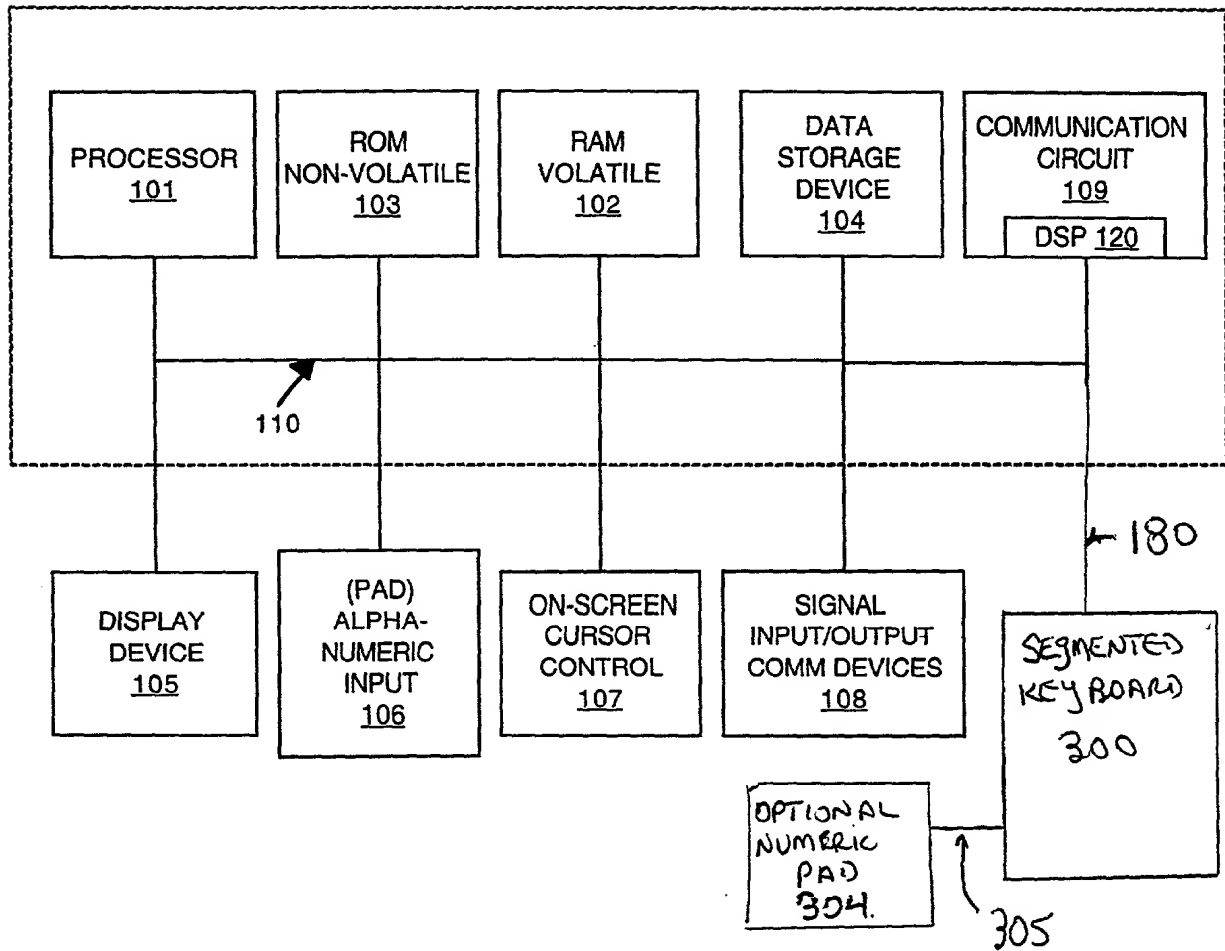 PROCESSOR
101
ROM
NON-VOLATILE
103
RAM
VOLATILE
102
DATA
STORAGE
DEVICE
104
COMMUNICATION
CIRCUIT
109
DSP 120
110
180
DISPLAY
DEVICE
105
(PAD)
ALPHA-
NUMERIC
INPUT
106
ON-SCREEN
CURSOR
CONTROL
107
SIGNAL
INPUT/OUTPUT
COMM DEVICES
108
SEGMENTED
KEYBOARD
300
OPTIONAL
NUMERIC
PAD
304.
305